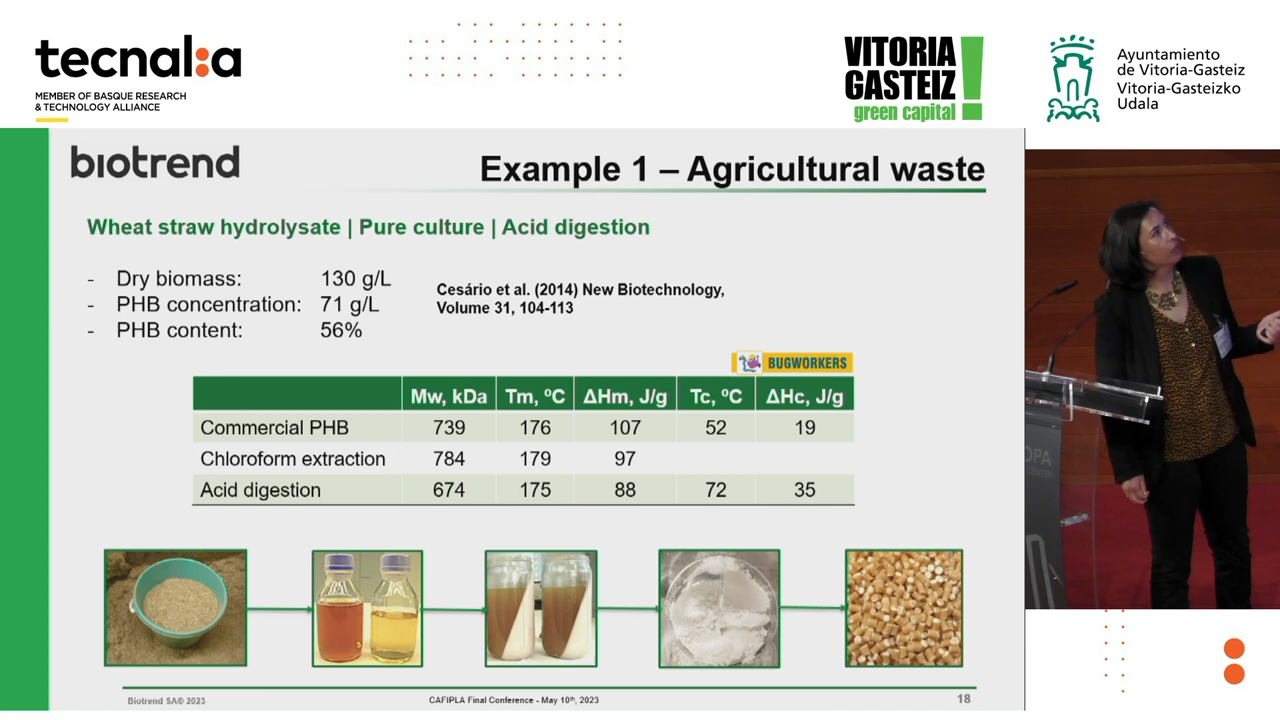 tecnal:a
MEMBER OF BASQUE RESEARCH
& TECHNOLOGY ALLIANCE
VITORIA
GASTEIZ
green capital
Ayuntamiento
de Vitoria-Gasteiz
Vitoria-Gasteizko
Udala
biotrend
Example 1 – Agricultural waste
Wheat straw hydrolysate | Pure culture | Acid digestion
- Dry biomass: 130 g/L
- PHB concentration: 71 g/L
- PHB content: 56%
Cesário et al. (2014) New Biotechnology,
Volume 31, 104-113
BUGWORKERS
Mw, kDa Tm, ºC ΔHm, J/g Tc, ºC ΔHc, J/g
Commercial PHB 739 176 107 52 19
Chloroform extraction 784 179 97
Acid digestion 674 175 88 72 35
Biotrend SA© 2023
CAFIPLA Final Conference - May 10th, 2023
18
OPA